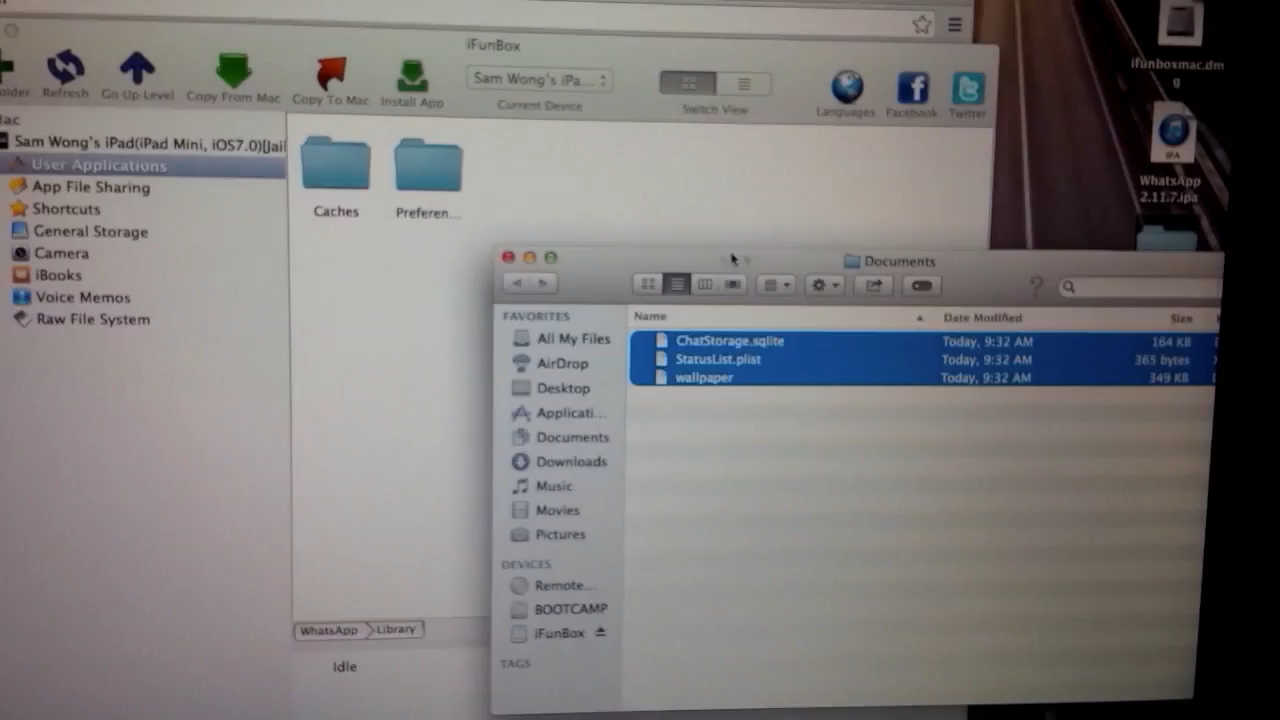 iFunBox
older
Refresh
Go Up Level
Copy From Mac
Copy To Mac
Install App
Sam Wong's iPa...
Current Device
Switch View
Languages
Facebook
Twitter
ac
Sam Wong's iPad(iPad Mini, iOS7.0)[Jail
User Applications
App File Sharing
Shortcuts
General Storage
Camera
iBooks
Voice Memos
Raw File System
Caches
Preferen...
WhatsApp
Library
Idle
Documents
FAVORITES
All My Files
AirDrop
Desktop
Applicati...
Documents
Downloads
Music
Movies
Pictures
DEVICES
Remote...
BOOTCAMP
iFunBox
TAGS
Name Date Modified Size
ChatStorage.sqlite Today, 9:32 AM 164 KB
StatusList.plist Today, 9:32 AM 365 bytes
wallpaper Today, 9:32 AM 349 KB
ifunboxmac.dm
g
IPA
WhatsApp
2.11.7.ipa